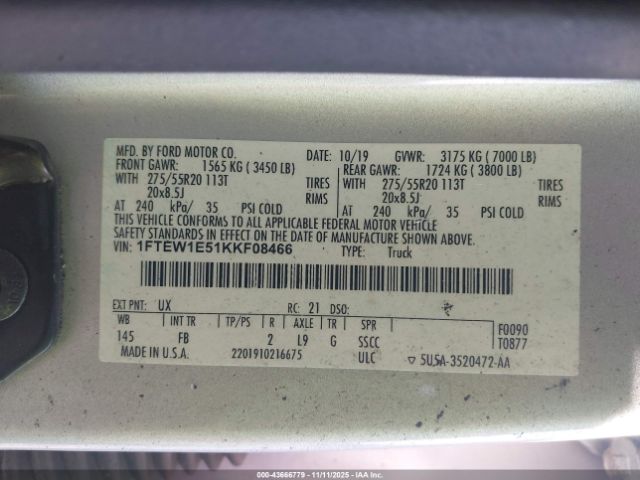 MFD. BY FORD MOTOR CO. DATE: 10/19 GVWR: 3175 KG ( 7000 LB)
FRONT GAWR: 1565 KG ( 3450 LB) REAR GAWR: 1724 KG ( 3800 LB)
WITH 275/55R20 113T TIRES WITH 275/55R20 113T TIRES
20x8.5J RIMS 20x8.5J RIMS
AT 240 kPa/ 35 PSI COLD AT 240 kPa/ 35 PSI COLD
THIS VEHICLE CONFORMS TO ALL APPLICABLE FEDERAL MOTOR VEHICLE
SAFETY STANDARDS IN EFFECT ON THE DATE OF MANUFACTURE SHOWN ABOVE.
VIN: 1FTEW1E51KKF08466 TYPE: Truck
EXT PNT: UX RC: 21 DSO: F0090
WB INT TR TP/PS R AXLE TR SPR T0877
145 FB 2 L9 G SSCC
MADE IN U.S.A. 2201910216675 ULC 5U5A-3520472-AA
000-43666779 - 11/11/2025 - IAAI.COM